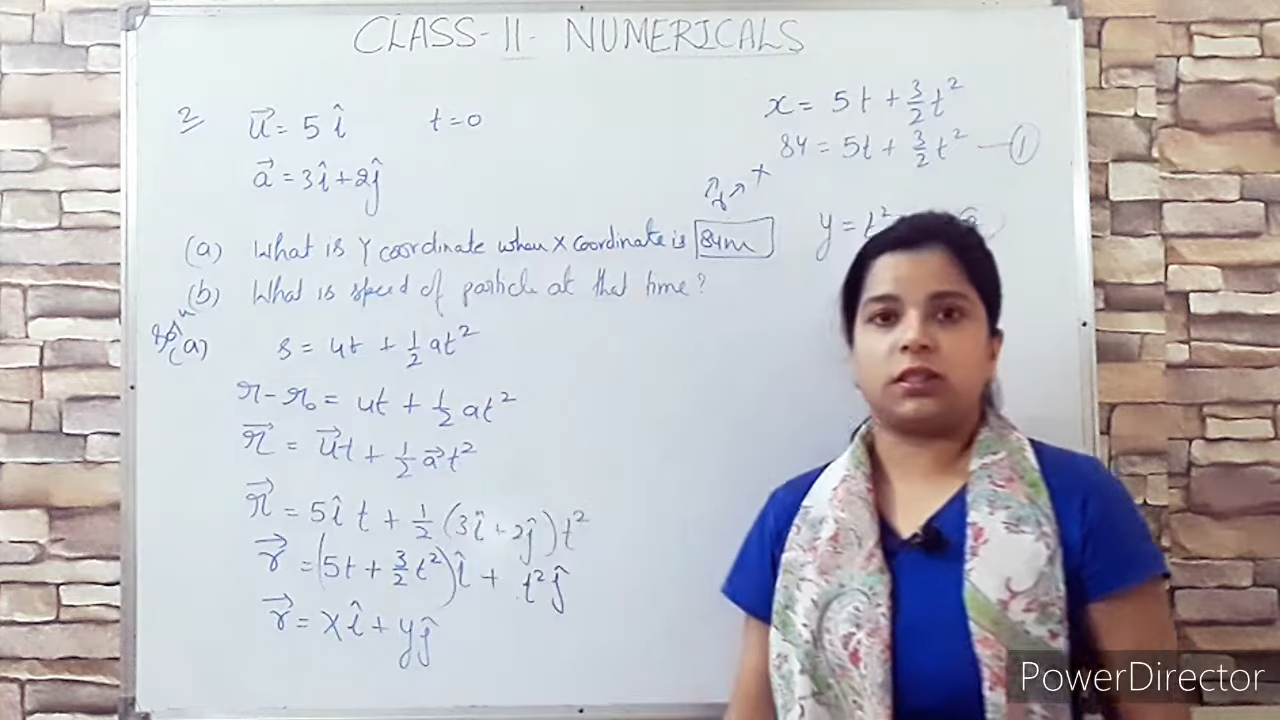 CLASS-11- NUMERICALS
2 u⃗ = 5 î t=0
a⃗ = 3î+2ĵ
(a) What is Y coordinate when X coordinate is 84m
(b) What is speed of particle at that time?
Solⁿ
(a) s = ut + 1/2 at²
r - r₀ = ut + 1/2 at²
r⃗ = u⃗t + 1/2 a⃗t²
r⃗ = 5î t + 1/2 (3î+2ĵ)t²
r⃗ = (5t + 3/2 t²)î + t²ĵ
r⃗ = xî + yĵ
x = 5t + 3/2 t²
84 = 5t + 3/2 t² —①
y = t²
PowerDirector